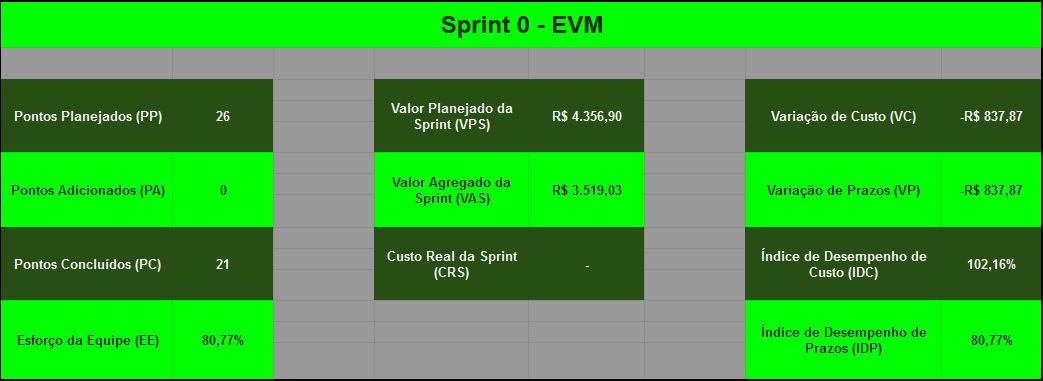 Sprint 0 - EVM
Pontos Planejados (PP)
26
Valor Planejado da
Sprint (VPS)
R$ 4.356,90
Variação de Custo (VC)
-R$ 837,87
Pontos Adicionados (PA)
0
Valor Agregado da
Sprint (VAS)
R$ 3.519,03
Variação de Prazos (VP)
-R$ 837,87
Pontos Concluídos (PC)
21
Custo Real da Sprint
(CRS)
-
Índice de Desempenho de
Custo (IDC)
102,16%
Esforço da Equipe (EE)
80,77%
Índice de Desempenho de
Prazos (IDP)
80,77%